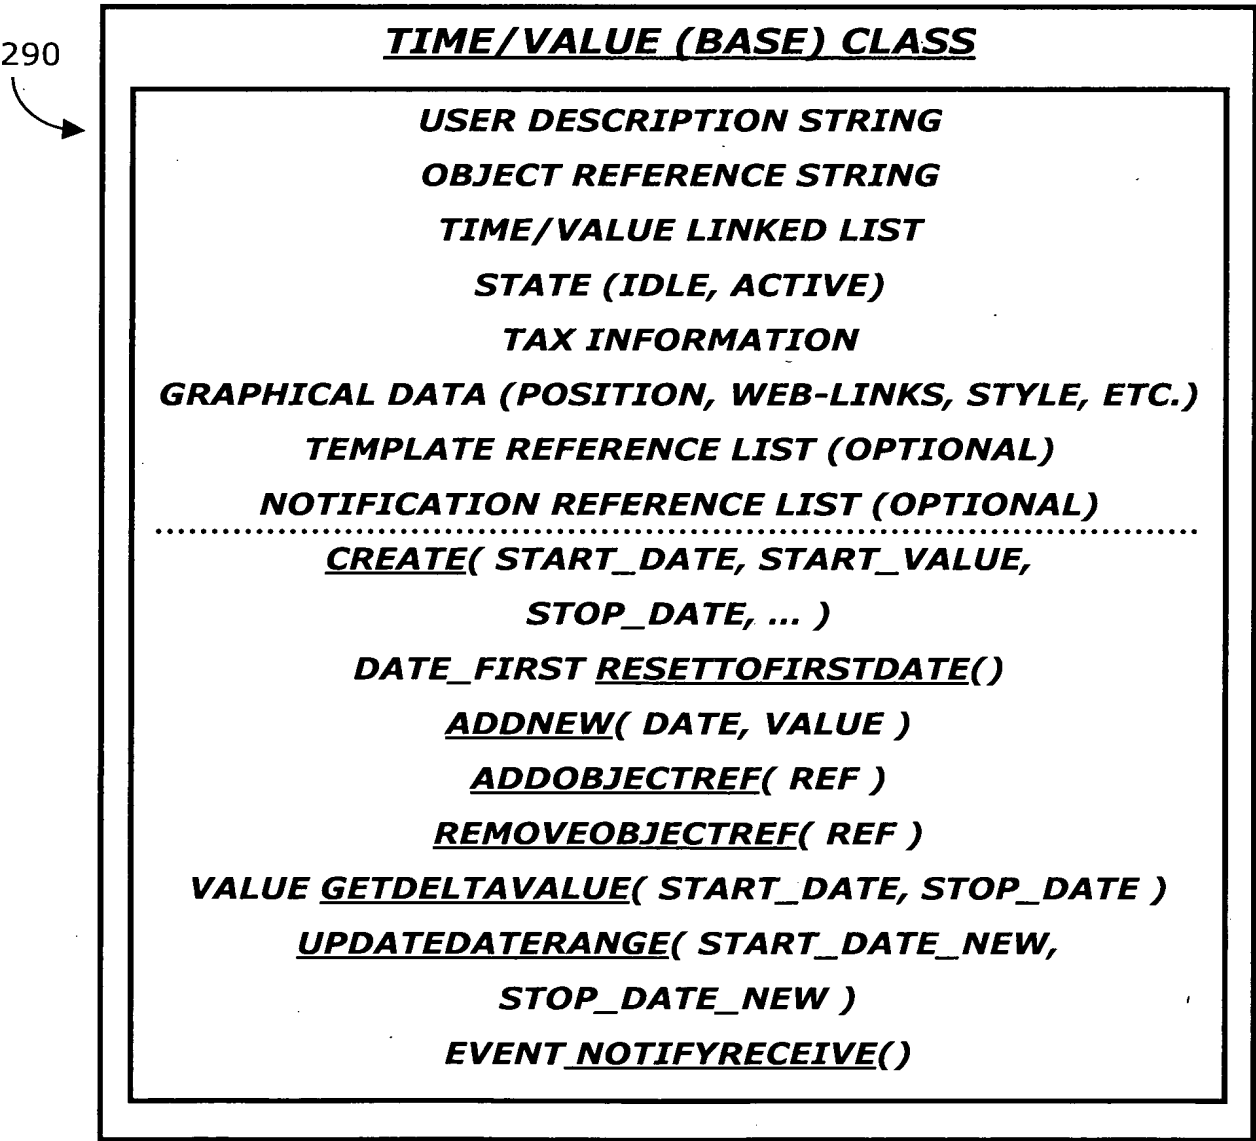 290
TIME/VALUE (BASE) CLASS
USER DESCRIPTION STRING
OBJECT REFERENCE STRING
TIME/VALUE LINKED LIST
STATE (IDLE, ACTIVE)
TAX INFORMATION
GRAPHICAL DATA (POSITION, WEB-LINKS, STYLE, ETC.)
TEMPLATE REFERENCE LIST (OPTIONAL)
NOTIFICATION REFERENCE LIST (OPTIONAL)
CREATE( START_DATE, START_VALUE,
STOP_DATE, ... )
DATE_FIRST RESETTOFIRSTDATE()
ADDNEW( DATE, VALUE )
ADDOBJECTREF( REF )
REMOVEOBJECTREF( REF )
VALUE GETDELTAVALUE( START_DATE, STOP_DATE )
UPDATEDATERANGE( START_DATE_NEW,
STOP_DATE_NEW )
EVENT NOTIFYRECEIVE()